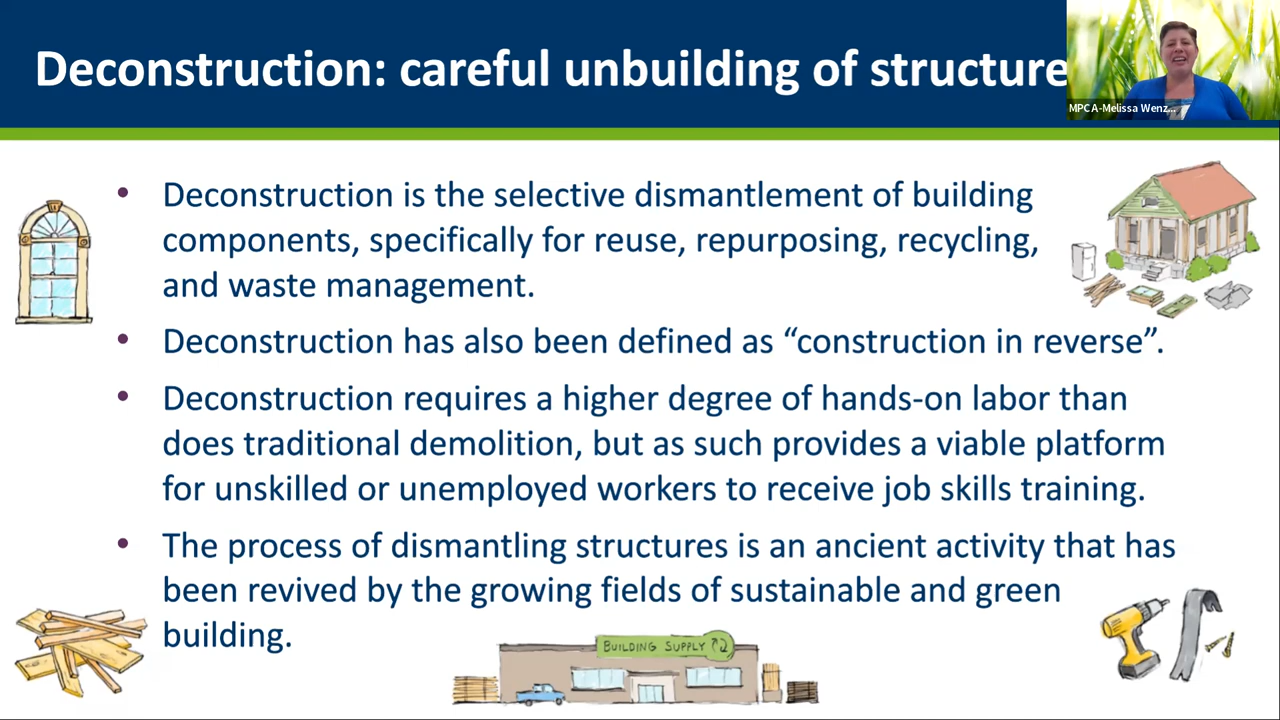 Deconstruction: careful unbuilding of structure
MPCA-Melissa Wenz...
• Deconstruction is the selective dismantlement of building
components, specifically for reuse, repurposing, recycling,
and waste management.
• Deconstruction has also been defined as “construction in reverse”.
• Deconstruction requires a higher degree of hands-on labor than
does traditional demolition, but as such provides a viable platform
for unskilled or unemployed workers to receive job skills training.
• The process of dismantling structures is an ancient activity that has
been revived by the growing fields of sustainable and green
building.
BUILDING SUPPLY